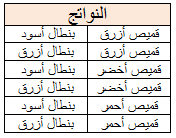 النواتج
قميص أزرق بنطال أسود
قميص أزرق بنطال أزرق
قميص أخضر بنطال أسود
قميص أخضر بنطال أزرق
قميص أحمر بنطال أسود
قميص أحمر بنطال أزرق